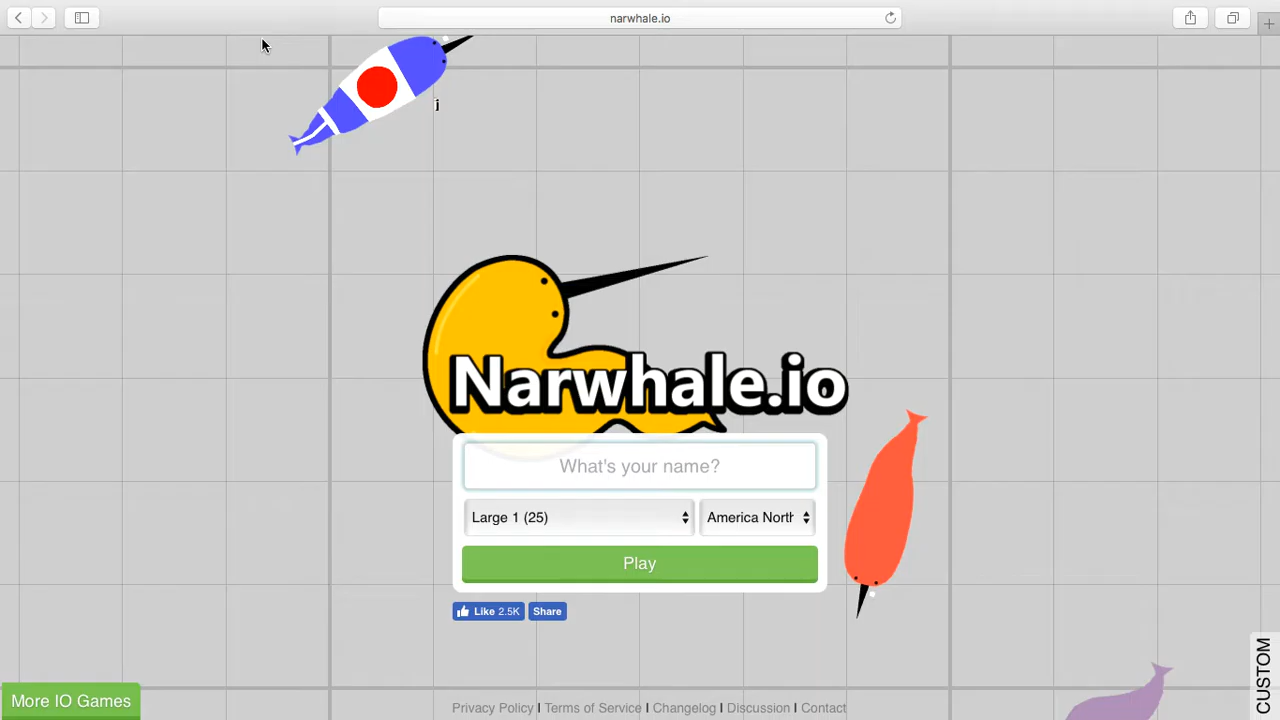 narwhale.io
j
Narwhale.io
What's your name?
Large 1 (25) America North
Play
Like 2.5K Share
CUSTOM
More IO Games
Privacy Policy I Terms of Service I Changelog I Discussion I Contact